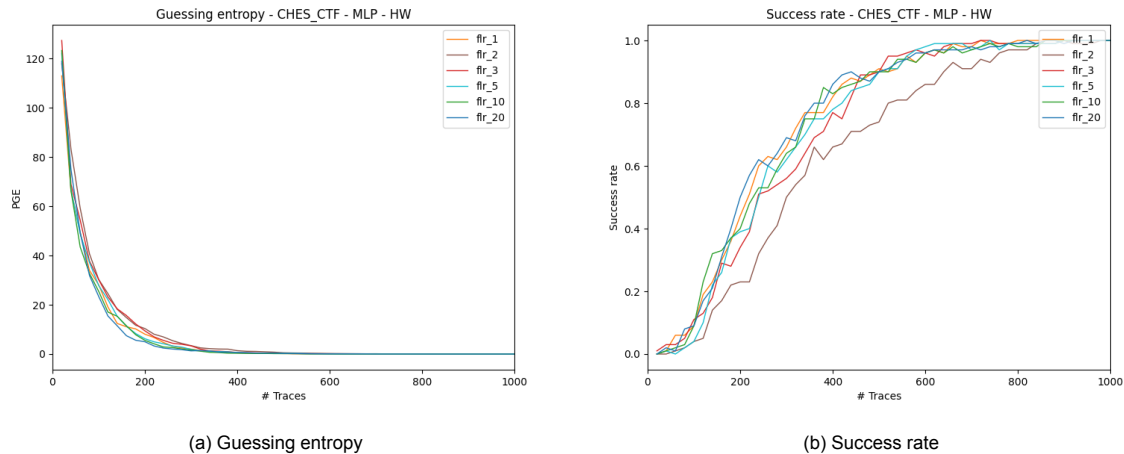 Guessing entropy - CHES_CTF - MLP - HW
PGE
120
100
80
60
40
20
0
0 200 400 600 800 1000
# Traces
flr_1
flr_2
flr_3
flr_5
flr_10
flr_20
(a) Guessing entropy
Success rate - CHES_CTF - MLP - HW
Success rate
1.0
0.8
0.6
0.4
0.2
0.0
0 200 400 600 800 1000
# Traces
flr_1
flr_2
flr_3
flr_5
flr_10
flr_20
(b) Success rate